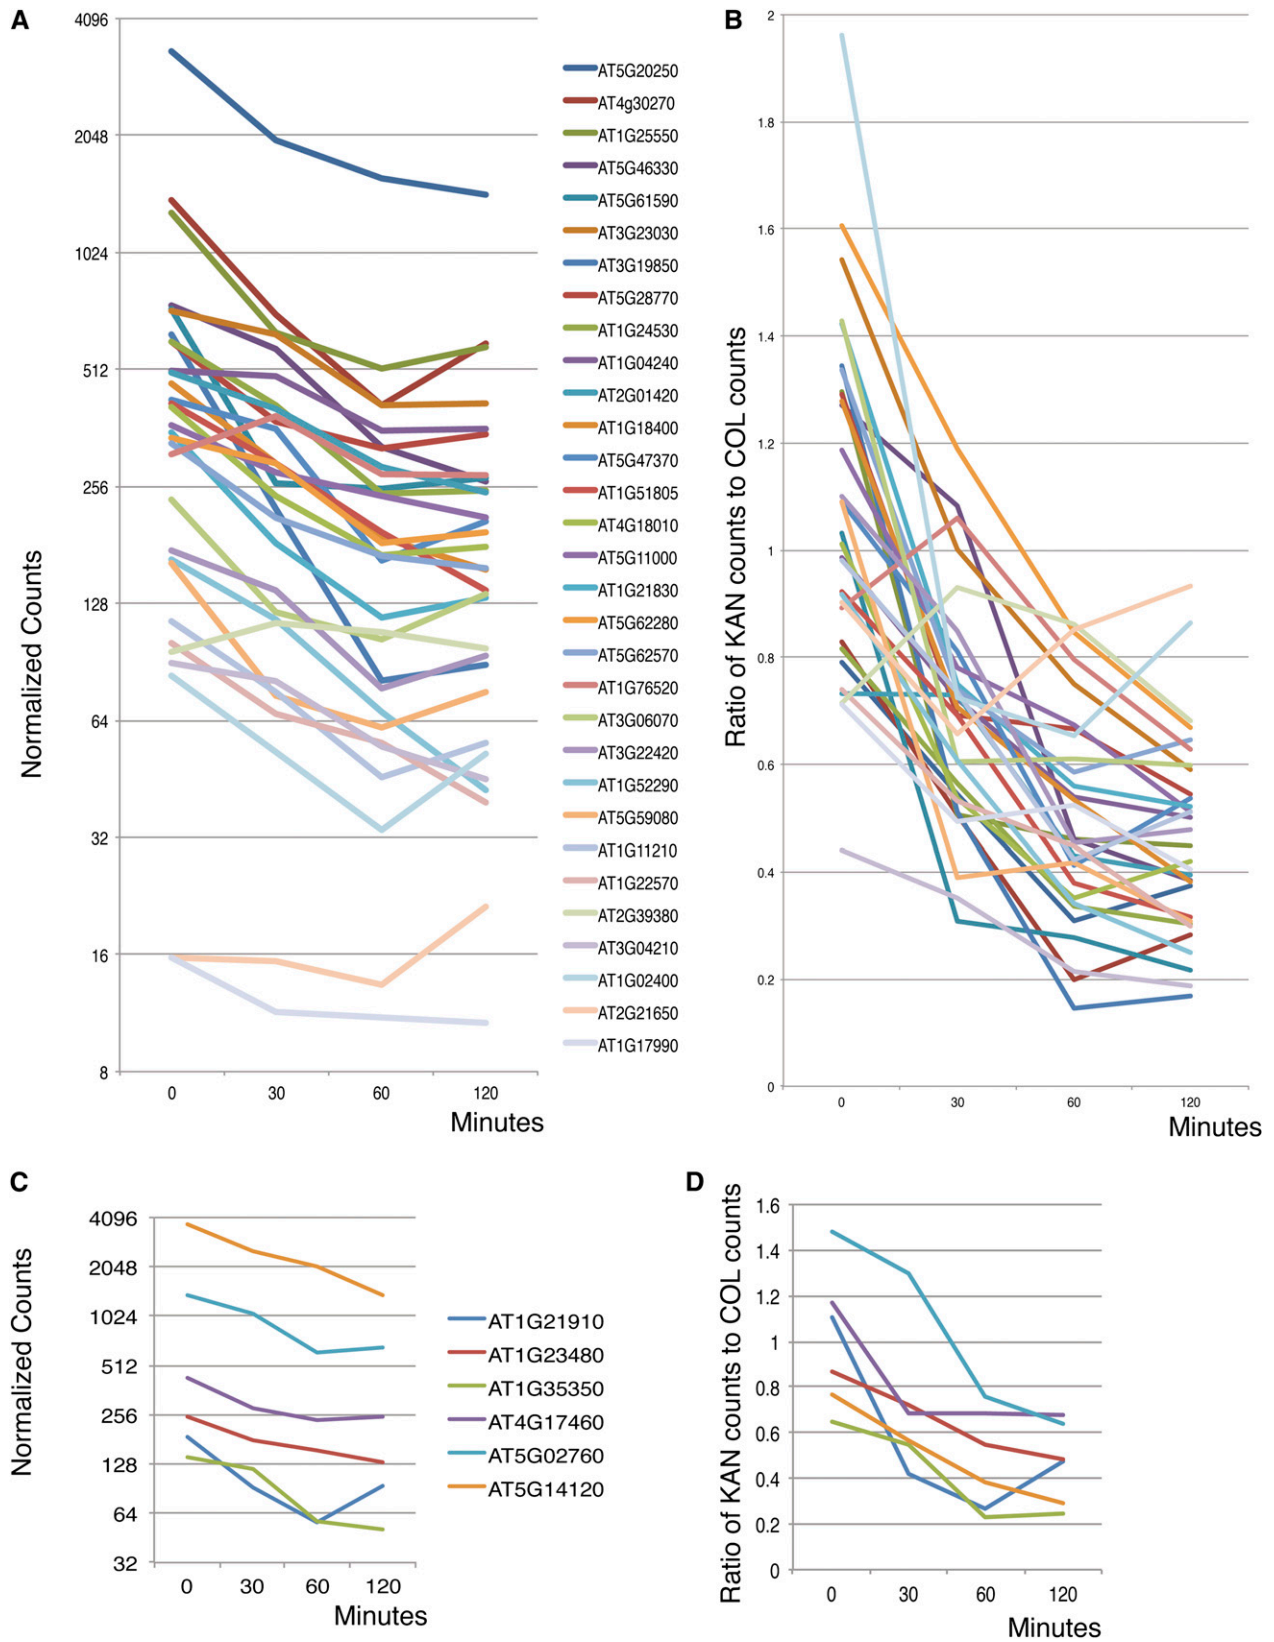 A
B
4096
2048
1024
512
256
128
64
32
16
8
Normalized Counts
0 30 60 120
Minutes
AT5G20250
AT4g30270
AT1G25550
AT5G46330
AT5G61590
AT3G23030
AT3G19850
AT5G28770
AT1G24530
AT1G04240
AT2G01420
AT1G18400
AT5G47370
AT1G51805
AT4G18010
AT5G11000
AT1G21830
AT5G62280
AT5G62570
AT1G76520
AT3G06070
AT3G22420
AT1G52290
AT5G59080
AT1G11210
AT1G22570
AT2G39380
AT3G04210
AT1G02400
AT2G21650
AT1G17990
2
1.8
1.6
1.4
1.2
1
0.8
0.6
0.4
0.2
0
Ratio of KAN counts to COL counts
0 30 60 120
Minutes
C
4096
2048
1024
512
256
128
64
32
Normalized Counts
0 30 60 120
Minutes
AT1G21910
AT1G23480
AT1G35350
AT4G17460
AT5G02760
AT5G14120
D
1.6
1.4
1.2
1
0.8
0.6
0.4
0.2
0
Ratio of KAN counts to COL counts
0 30 60 120
Minutes